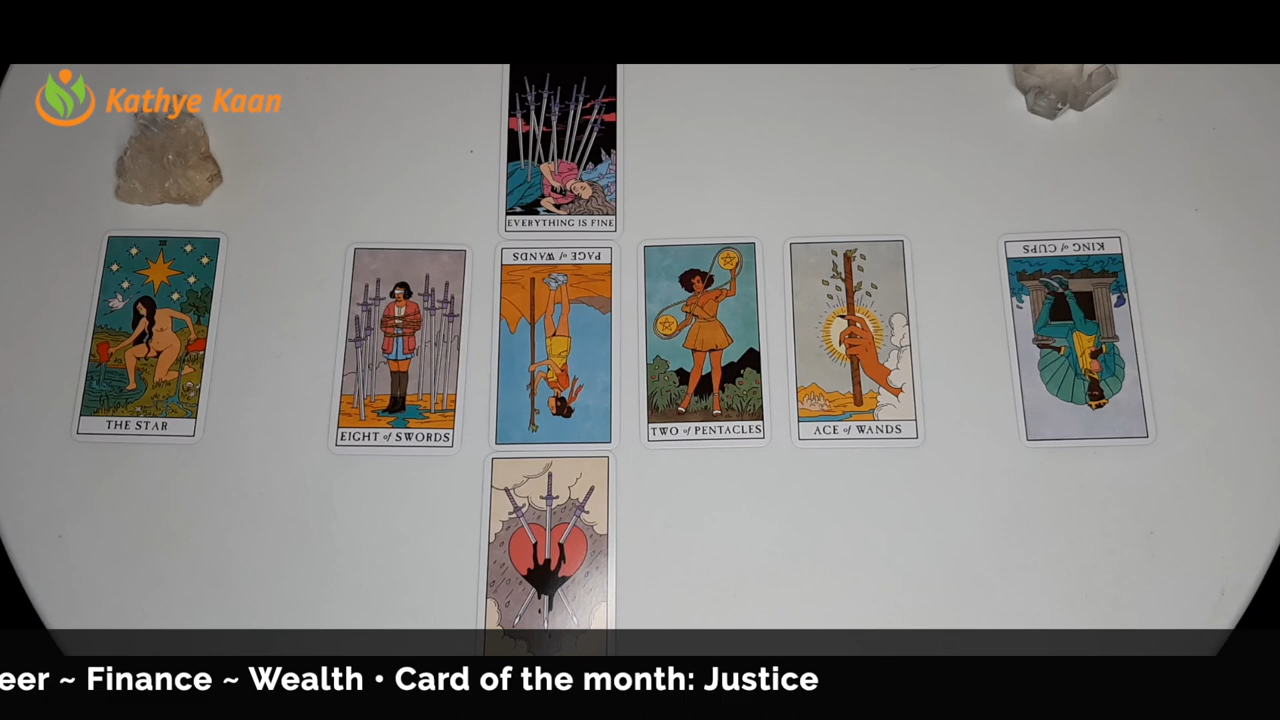 Kathye Kaan
EVERYTHING IS FINE
KING of CUPS
PAGE of WANDS
III
THE STAR
EIGHT of SWORDS
TWO of PENTACLES
ACE of WANDS
eer ~ Finance ~ Wealth • Card of the month: Justice